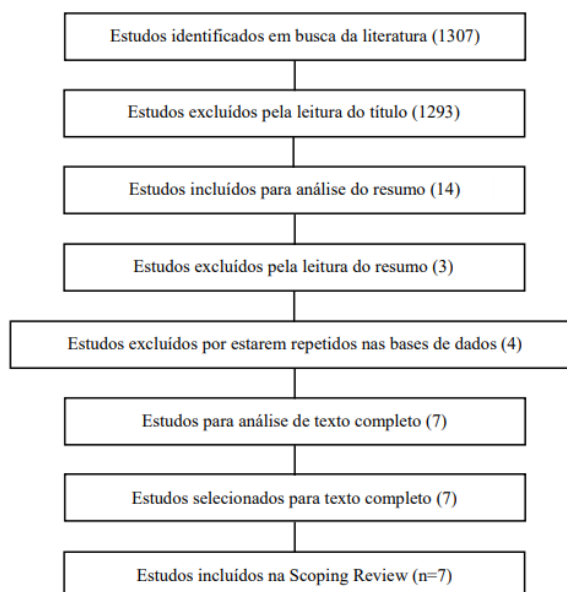 Estudos identificados em busca da literatura (1307)
Estudos excluídos pela leitura do título (1293)
Estudos incluídos para análise do resumo (14)
Estudos excluídos pela leitura do resumo (3)
Estudos excluídos por estarem repetidos nas bases de dados (4)
Estudos para análise de texto completo (7)
Estudos selecionados para texto completo (7)
Estudos incluídos na Scoping Review (n=7)